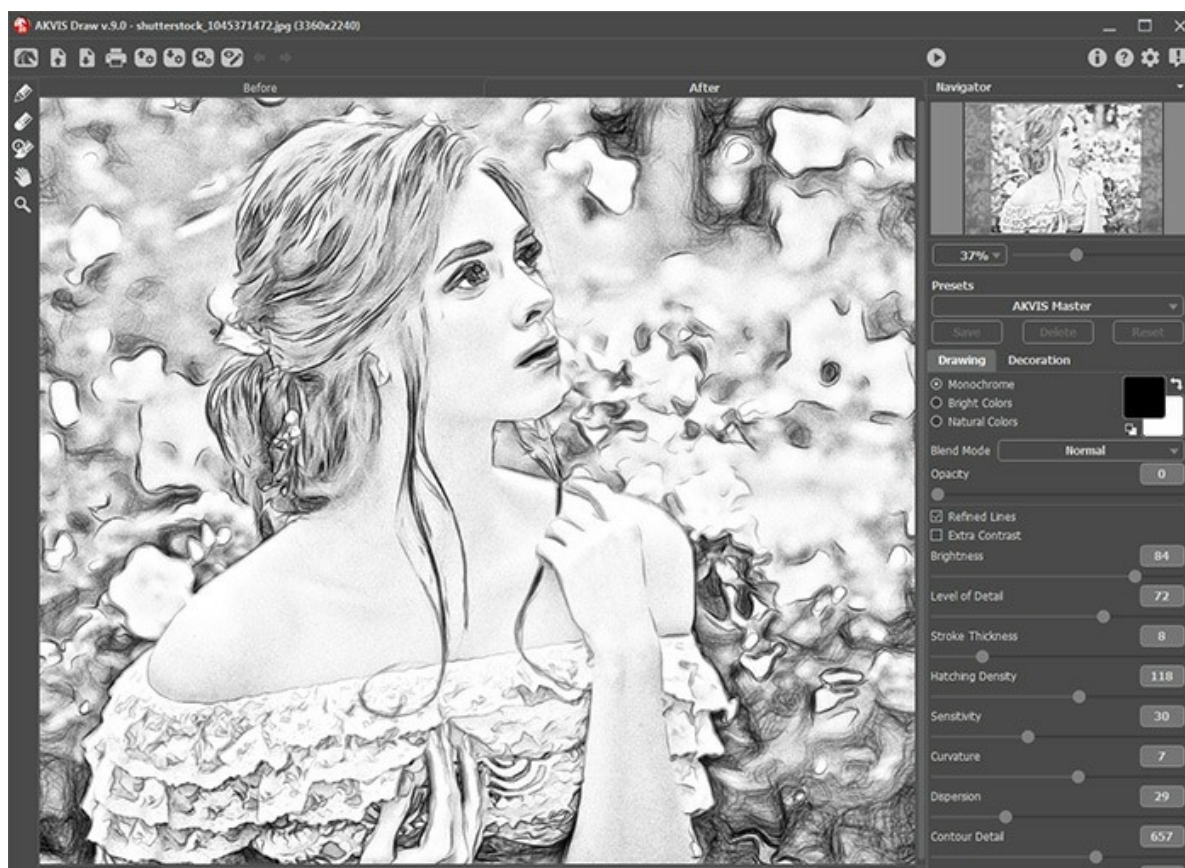 AKVIS Draw v.9.0 - shutterstock_1045371472.jpg (3360x2240)
Before
After
Navigator
37%
Presets
AKVIS Master
Save Delete Reset
Drawing Decoration
Monochrome
Bright Colors
Natural Colors
Blend Mode Normal
Opacity 0
Refined Lines
Extra Contrast
Brightness 84
Level of Detail 72
Stroke Thickness 8
Hatching Density 118
Sensitivity 30
Curvature 7
Dispersion 29
Contour Detail 657